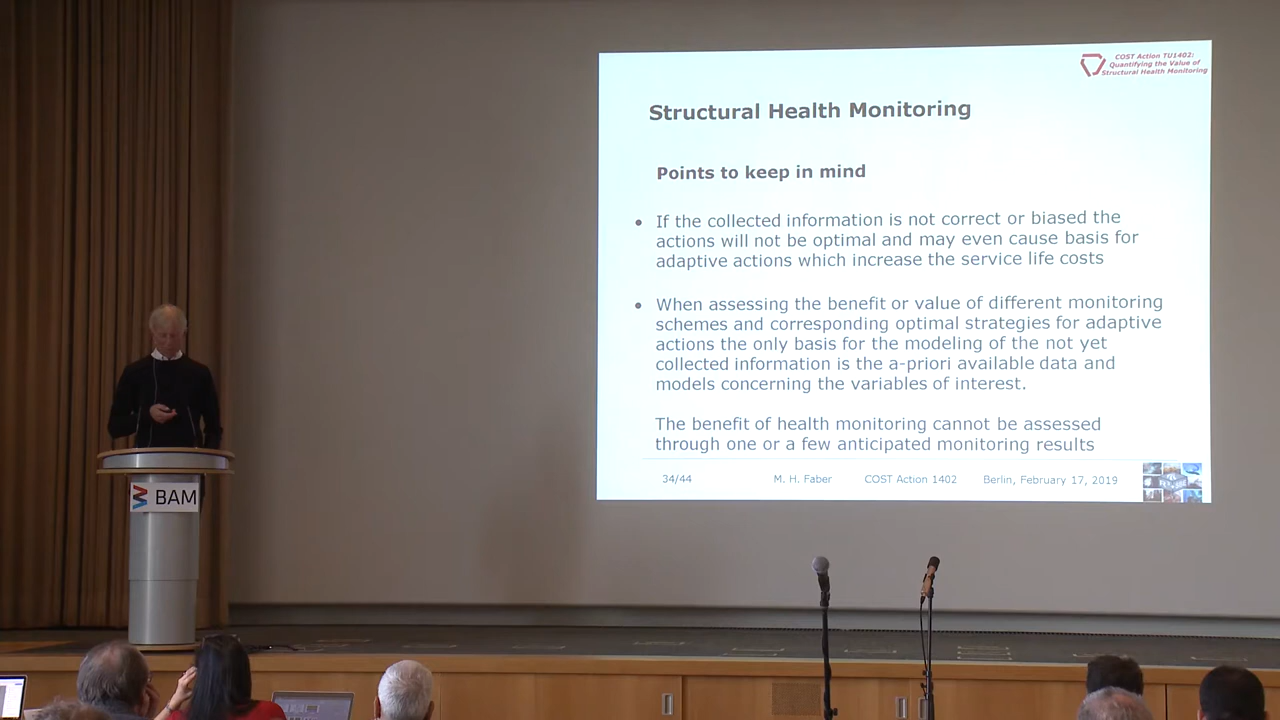 COST Action TU1402:
Quantifying the Value of
Structural Health Monitoring
Structural Health Monitoring
Points to keep in mind
• If the collected information is not correct or biased the
actions will not be optimal and may even cause basis for
adaptive actions which increase the service life costs
• When assessing the benefit or value of different monitoring
schemes and corresponding optimal strategies for adaptive
actions the only basis for the modeling of the not yet
collected information is the a-priori available data and
models concerning the variables of interest.
The benefit of health monitoring cannot be assessed
through one or a few anticipated monitoring results
34/44 M. H. Faber COST Action 1402 Berlin, February 17, 2019
BAM